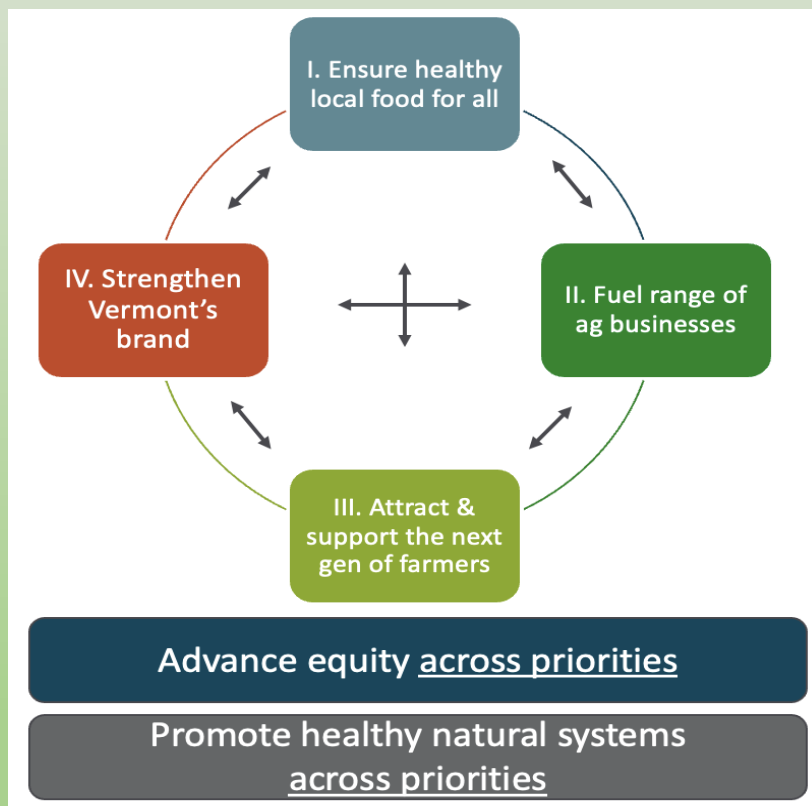 I. Ensure healthy
local food for all
IV. Strengthen
Vermont’s
brand
II. Fuel range of
ag businesses
III. Attract &
support the next
gen of farmers
Advance equity across priorities
Promote healthy natural systems
across priorities